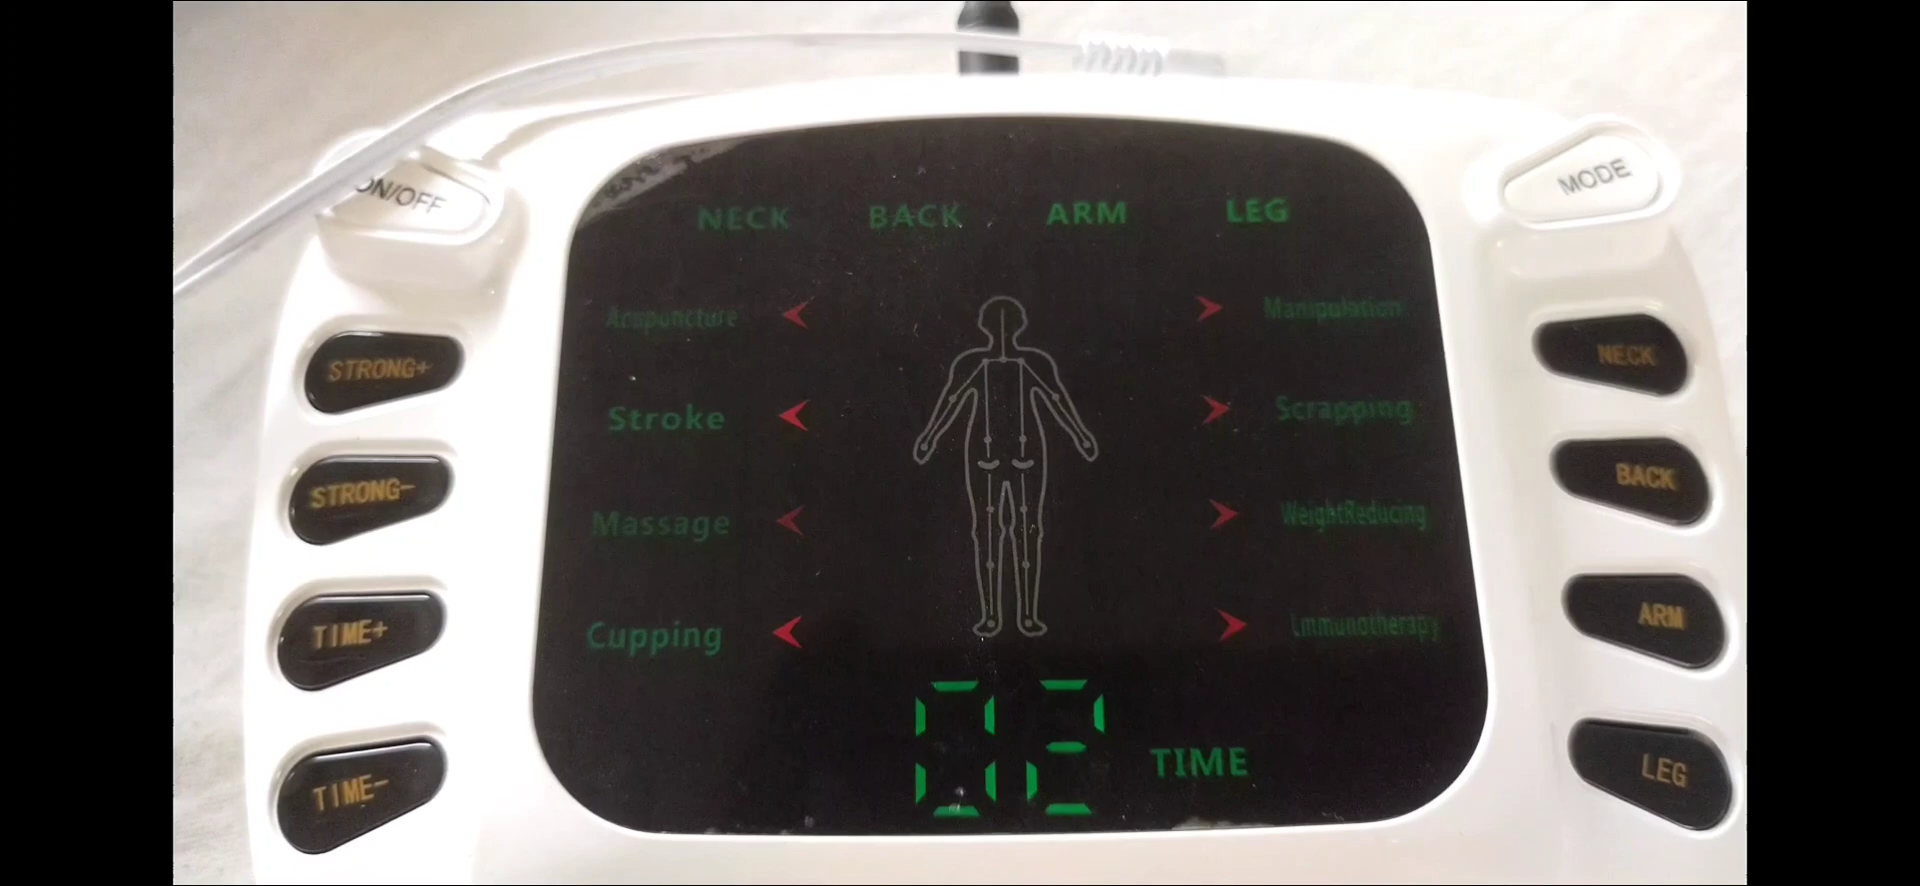 ON/OFF
MODE
NECK BACK ARM LEG
Acupuncture Manipulation
STRONG+
NECK
Stroke Scrapping
STRONG-
BACK
Massage WeightReducing
TIME+
ARM
Cupping Lmmunotherapy
TIME-
02 TIME
LEG